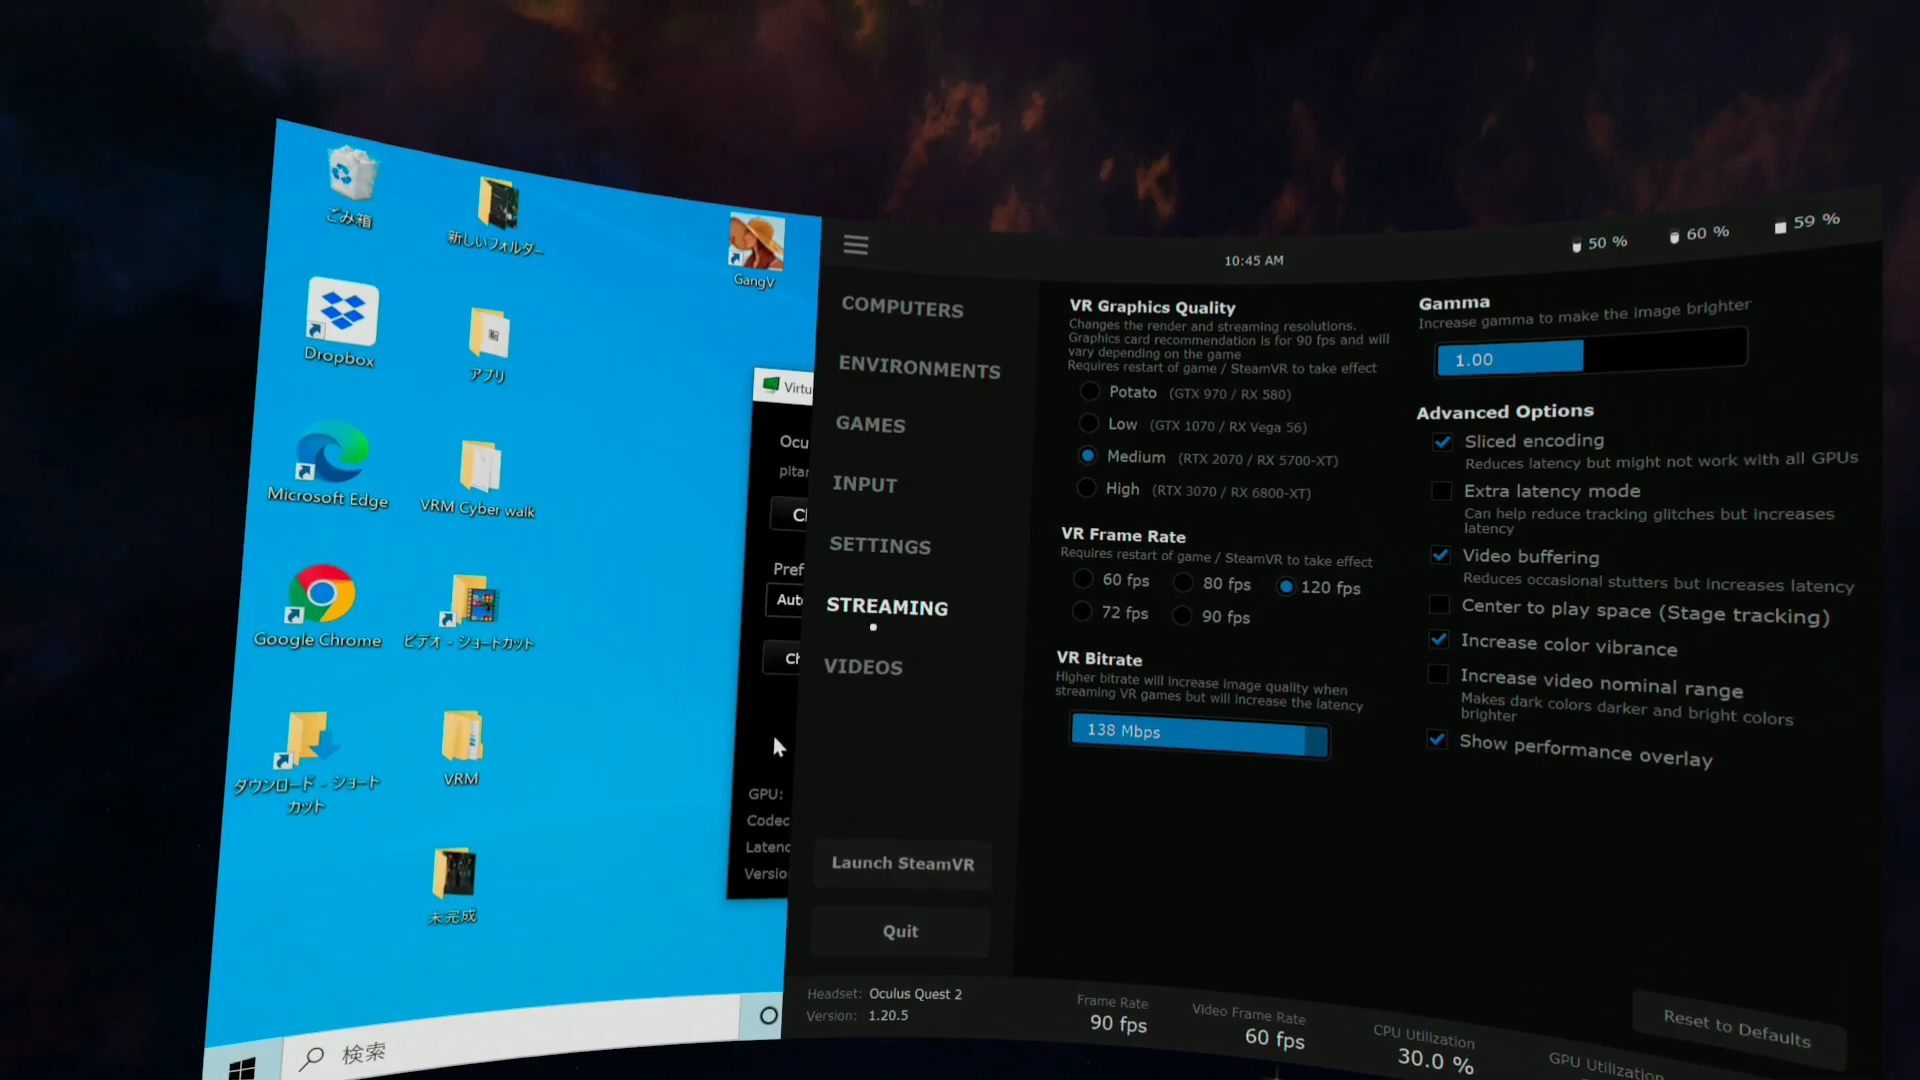 ごみ箱
新しいフォルダー
GangV
Dropbox
アプリ
Microsoft Edge
VRM Cyber walk
Google Chrome
ビデオ - ショートカット
ダウンロード - ショート
カット
VRM
未完成
検索
Virtu
Ocu
Pref
Auto
GPU:
Codec
Latenc
Versio
10:45 AM
50 %
60 %
59 %
COMPUTERS
ENVIRONMENTS
GAMES
INPUT
SETTINGS
STREAMING
VIDEOS
Launch SteamVR
Quit
VR Graphics Quality
Changes the render and streaming resolutions.
Graphics card recommendation is for 90 fps and will
vary depending on the game
Requires restart of game / SteamVR to take effect
Potato (GTX 970 / RX 580)
Low (GTX 1070 / RX Vega 56)
Medium (RTX 2070 / RX 5700-XT)
High (RTX 3070 / RX 6800-XT)
VR Frame Rate
Requires restart of game / SteamVR to take effect
60 fps 80 fps 120 fps
72 fps 90 fps
VR Bitrate
Higher bitrate will increase image quality when
streaming VR games but will increase the latency
138 Mbps
Gamma
Increase gamma to make the image brighter
1.00
Advanced Options
Sliced encoding
Reduces latency but might not work with all GPUs
Extra latency mode
Can help reduce tracking glitches but increases
latency
Video buffering
Reduces occasional stutters but increases latency
Center to play space (Stage tracking)
Increase color vibrance
Increase video nominal range
Makes dark colors darker and bright colors
brighter
Show performance overlay
Reset to Defaults
Headset: Oculus Quest 2
Version: 1.20.5
Frame Rate
90 fps
Video Frame Rate
60 fps
CPU Utilization
30.0 %
GPU Utilization